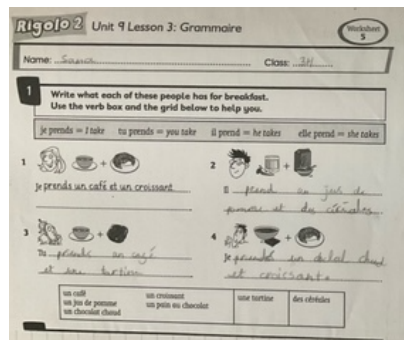 Rigolo 2 Unit 9 Lesson 3: Grammaire
Worksheet 5
Name: Sana Class: 3H
1 Write what each of these people has for breakfast.
Use the verb box and the grid below to help you.
je prends = I take tu prends = you take il prend = he takes elle prend = she takes
1
Je prends un café et un croissant
2
Il prend un jus de
pomme et des céréales
3
Tu prends un café
et tartine
4
Je prends un chocolat chaud
et croissant
un café
un jus de pomme
un chocolat chaud
un croissant
un pain au chocolat
une tartine
des céréales